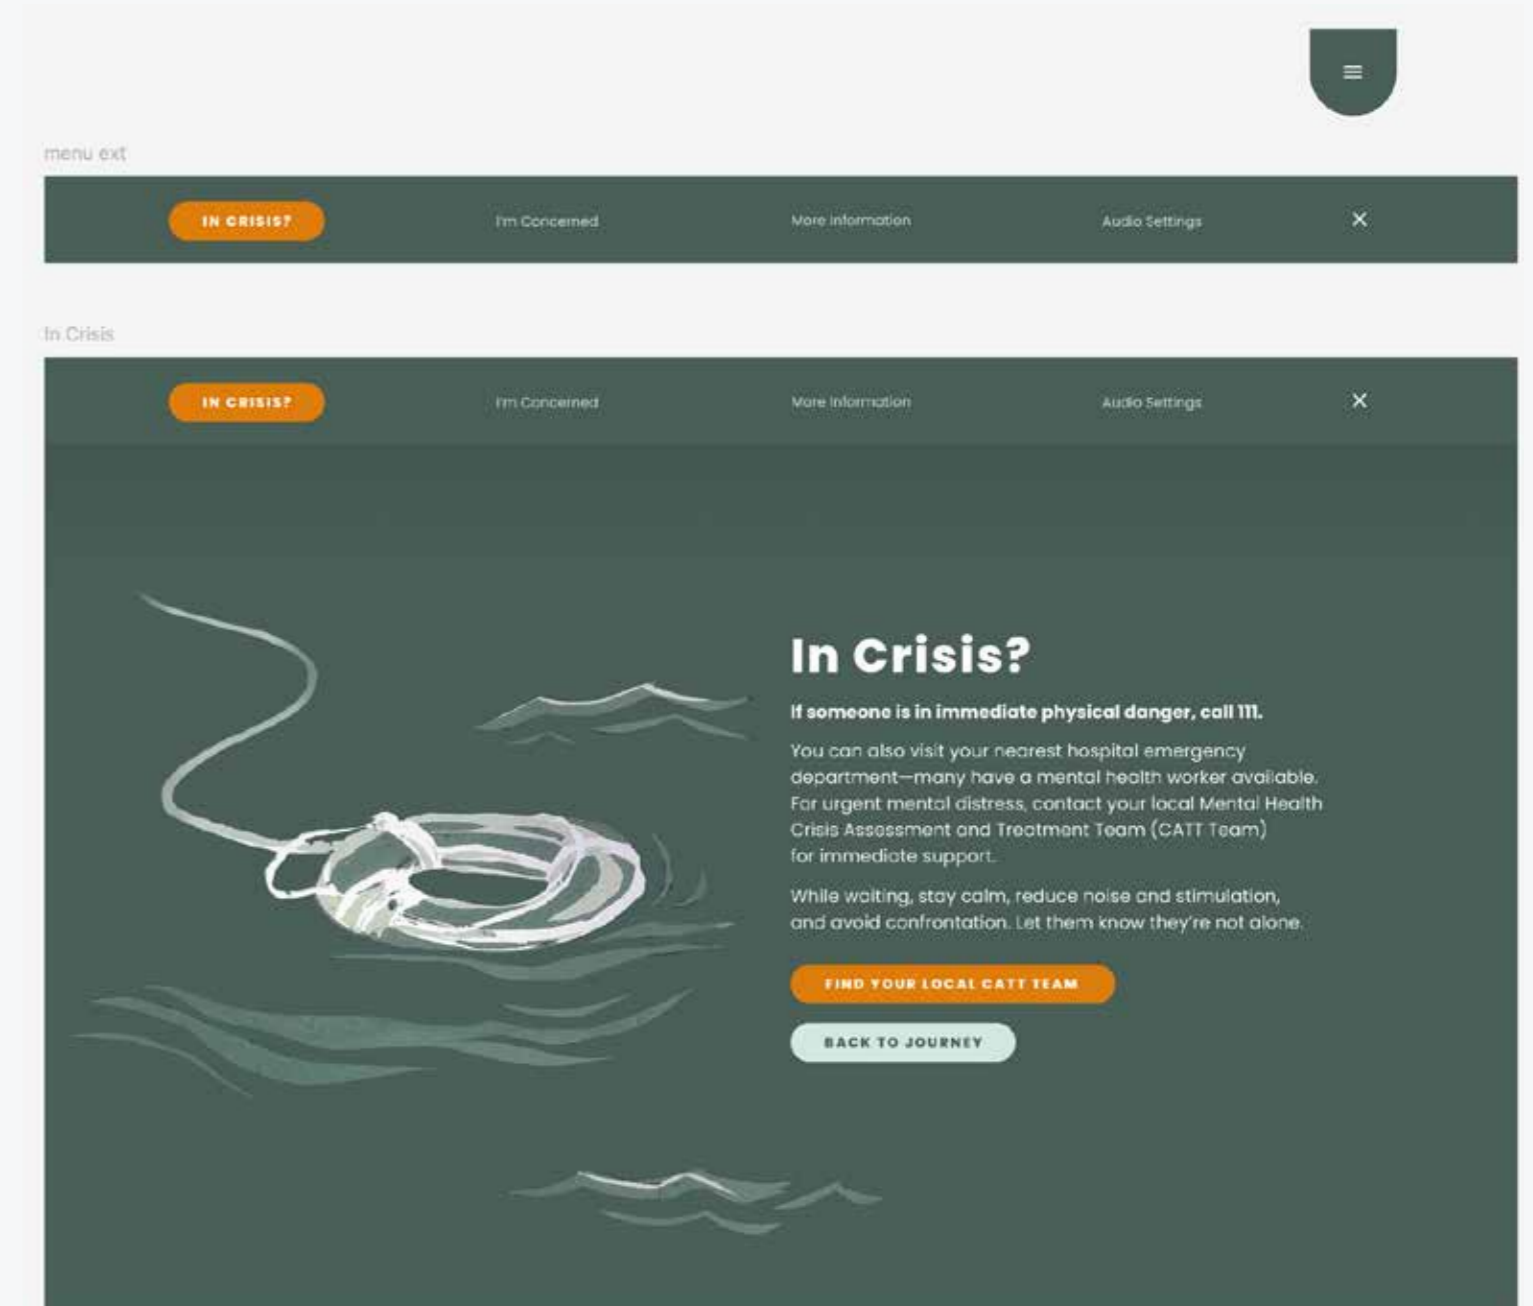 menu ext
IN CRISIS?
I'm Concerned
More Information
Audio Settings
In Crisis
IN CRISIS?
I'm Concerned
More Information
Audio Settings
In Crisis?
If someone is in immediate physical danger, call 111.
You can also visit your nearest hospital emergency
department—many have a mental health worker available.
For urgent mental distress, contact your local Mental Health
Crisis Assessment and Treatment Team (CATT Team)
for immediate support.
While waiting, stay calm, reduce noise and stimulation,
and avoid confrontation. Let them know they're not alone.
FIND YOUR LOCAL CATT TEAM
BACK TO JOURNEY